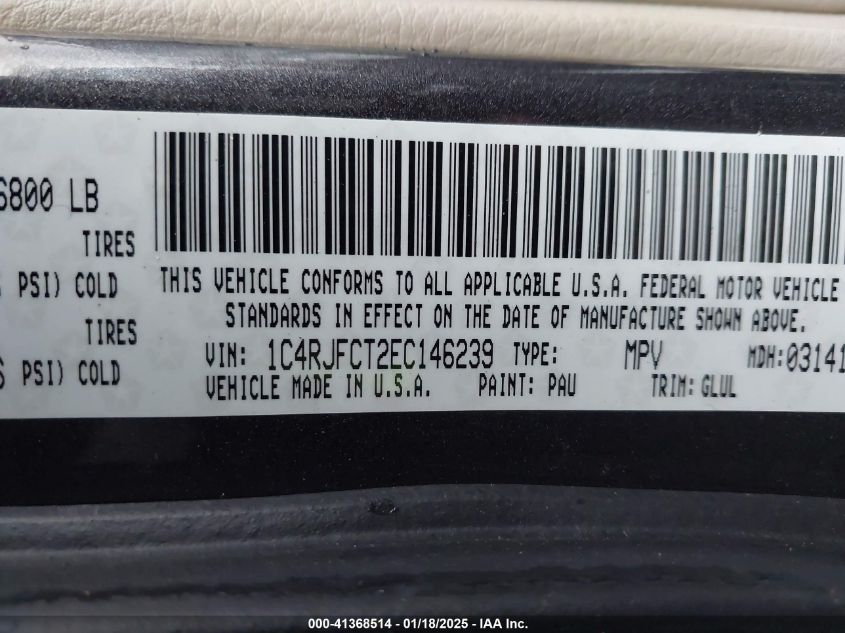 6800 LB
TIRES
PSI) COLD
TIRES
PSI) COLD
THIS VEHICLE CONFORMS TO ALL APPLICABLE U.S.A. FEDERAL MOTOR VEHICLE
STANDARDS IN EFFECT ON THE DATE OF MANUFACTURE SHOWN ABOVE.
VIN: 1C4RJFCT2EC146239 TYPE: MPV MDH:03141
VEHICLE MADE IN U.S.A. PAINT: PAU TRIM: GLUL
000-41368514 - 01/18/2025 - IAA Inc.